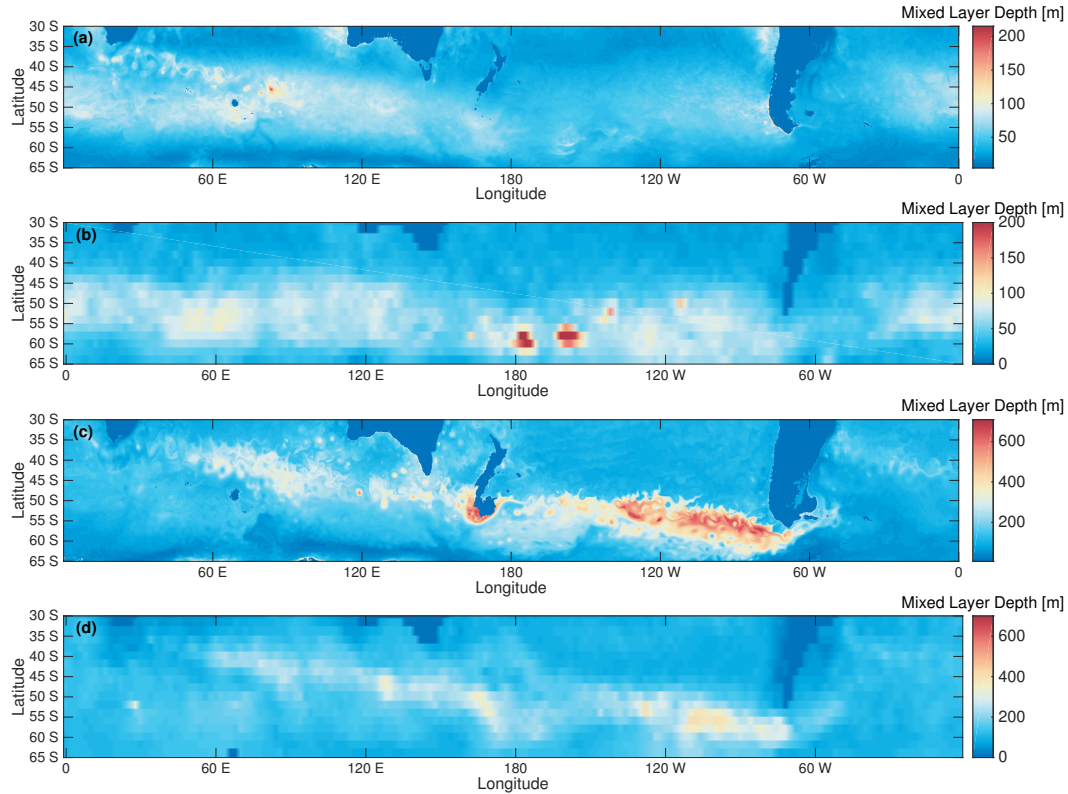 Mixed Layer Depth [m]
30 S
(a)
200
35 S
40 S
150
45 S
Latitude
100
50 S
55 S
50
60 S
65 S
60 E
120 E
180
120 W
60 W
0
Longitude
Mixed Layer Depth [m]
30 S
(b)
200
35 S
40 S
150
45 S
Latitude
100
50 S
55 S
50
60 S
65 S
0
0
60 E
120 E
180
120 W
60 W
Longitude
Mixed Layer Depth [m]
30 S
(c)
35 S
600
40 S
45 S
400
Latitude
50 S
55 S
200
60 S
65 S
60 E
120 E
180
120 W
60 W
0
Longitude
Mixed Layer Depth [m]
30 S
(d)
35 S
600
40 S
45 S
400
Latitude
50 S
55 S
200
60 S
65 S
0
0
60 E
120 E
180
120 W
60 W
Longitude